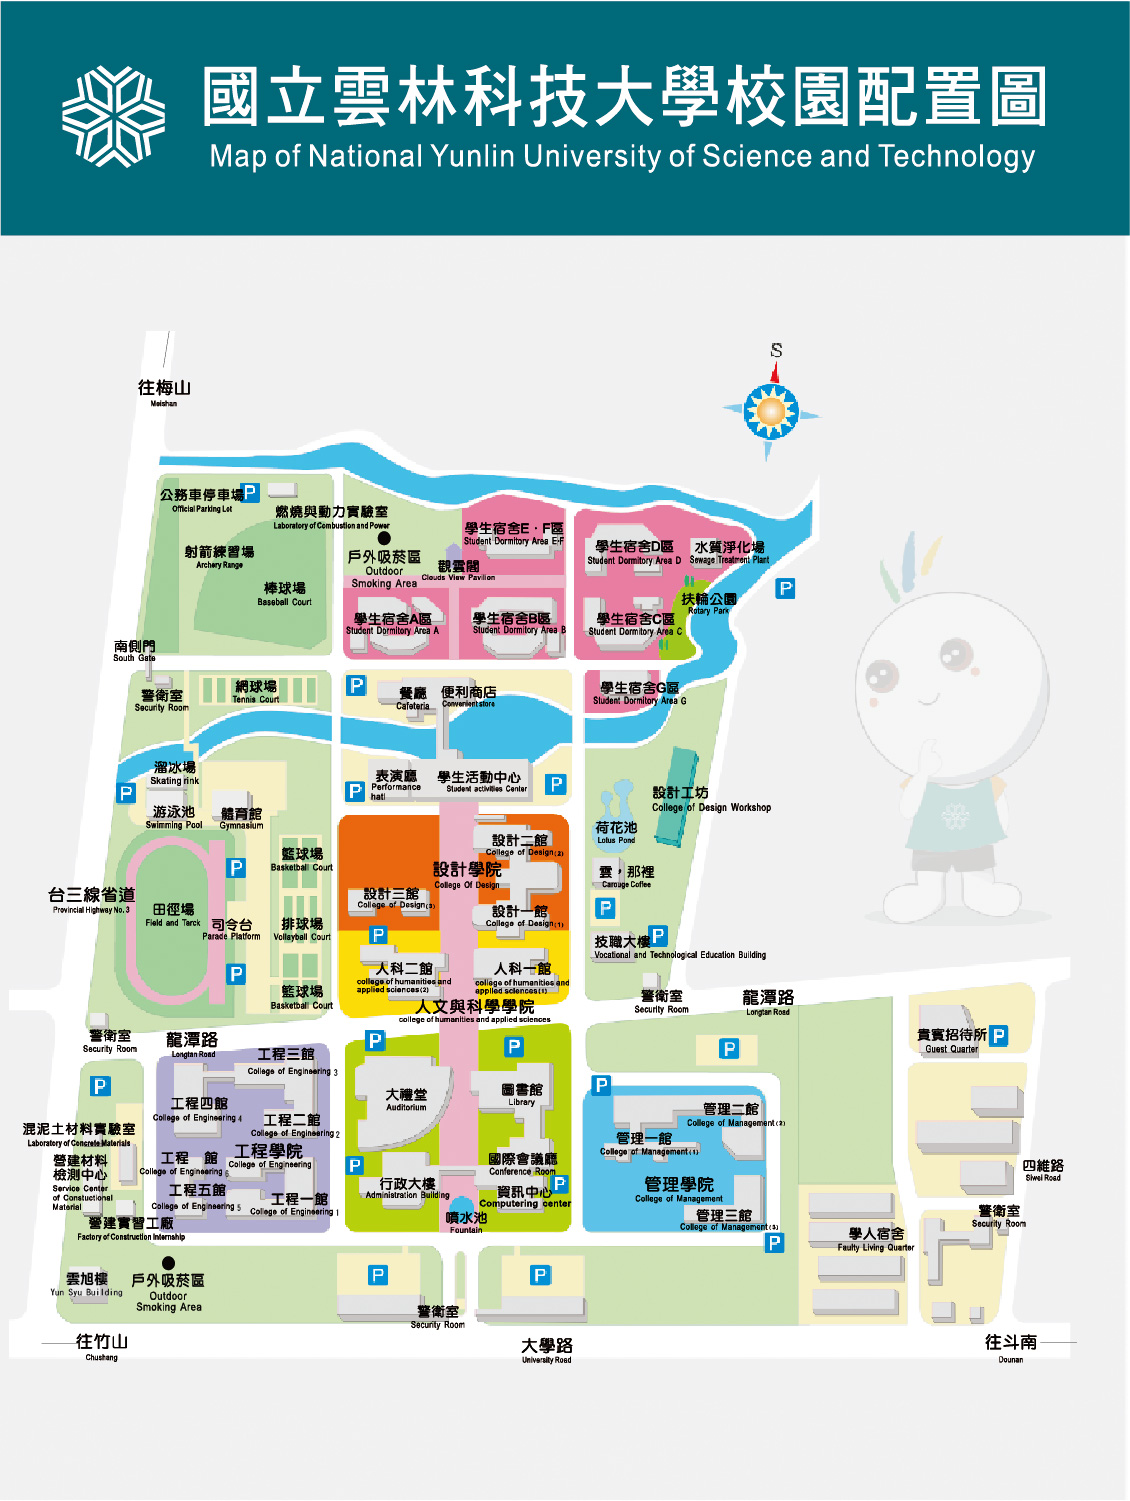 國立雲林科技大學校園配置圖
Map of National Yunlin University of Science and Technology
S
往梅山
Meishan
公務車停車場 P
Official Parking Lot
燃燒與動力實驗室
Laboratory of Combustion and Power
射箭練習場
Archery Range
棒球場
Baseball Court
戶外吸菸區
Outdoor
Smoking Area
觀雲閣
Clouds View Pavilion
學生宿舍E．F區
Student Dormitory Area E·F
學生宿舍D區
Student Dormitory Area D
水質淨化場
Sewage Treatment Plant
P
扶輪公園
Rotary Park
學生宿舍A區
Student Dormitory Area A
學生宿舍B區
Student Dormitory Area B
學生宿舍C區
Student Dormitory Area C
南側門
South Gate
警衛室
Security Room
網球場
Tennis Court
P
餐廳
Cafeteria
便利商店
Convenient store
學生宿舍G區
Student Dormitory Area G
溜冰場
Skating rink
P
游泳池
Swimming Pool
體育館
Gymnasium
表演廳
Performance
hatl
P
學生活動中心
Student activities Center
P
設計工坊
College of Design Workshop
荷花池
Lotus Pond
籃球場
Basketball Court
P
設計二館
College of Design(2)
設計學院
College Of Design
雲，那裡
Carouge Coffee
P
台三線省道
Provincial Highway No. 3
田徑場
Field and Tarck
司令台
Parade Platform
排球場
Vollayball Court
設計三館
College of Design(3)
設計一館
College of Design(1)
P
P
技職大樓 P
Vocational and Technological Education Building
籃球場
Basketball Court
人科二館
college of humanities and
applied sciences(2)
人科一館
college of humanities and
applied sciences(1)
人文與科學學院
college of humanities and applied sciences
警衛室
Security Room
龍潭路
Longtan Road
警衛室
Security Room
龍潭路
Longtan Road
P
P
P
貴賓招待所 P
Guest Quarter
工程三館
College of Engineering 3
P
工程四館
College of Engineering 4
工程二館
College of Engineering 2
大禮堂
Auditorium
圖書館
Library
P
管理二館
College of Management(2)
混泥土材料實驗室
Laboratory of Concrete Materials
管理一館
College of Management(1)
營建材料
檢測中心
Service Center
of Constuctional
Material
工程 館
College of Engineering 6
工程學院
College of Engineering
P
國際會議廳
Conference Room
P
管理學院
College of Management
四維路
Siwei Road
工程五館
College of Engineering 5
工程一館
College of Engineering 1
行政大樓
Administration Building
資訊中心
Computering center
噴水池
Fountain
管理三館
College of Management(3)
P
警衛室
Security Room
營建實習工廠
Factory of Construction Internship
學人宿舍
Faulty Living Quarter
雲旭樓
Yun Syu Building
戶外吸菸區
Outdoor
Smoking Area
P
P
警衛室
Security Room
往竹山
Chushang
大學路
University Road
往斗南
Dounan